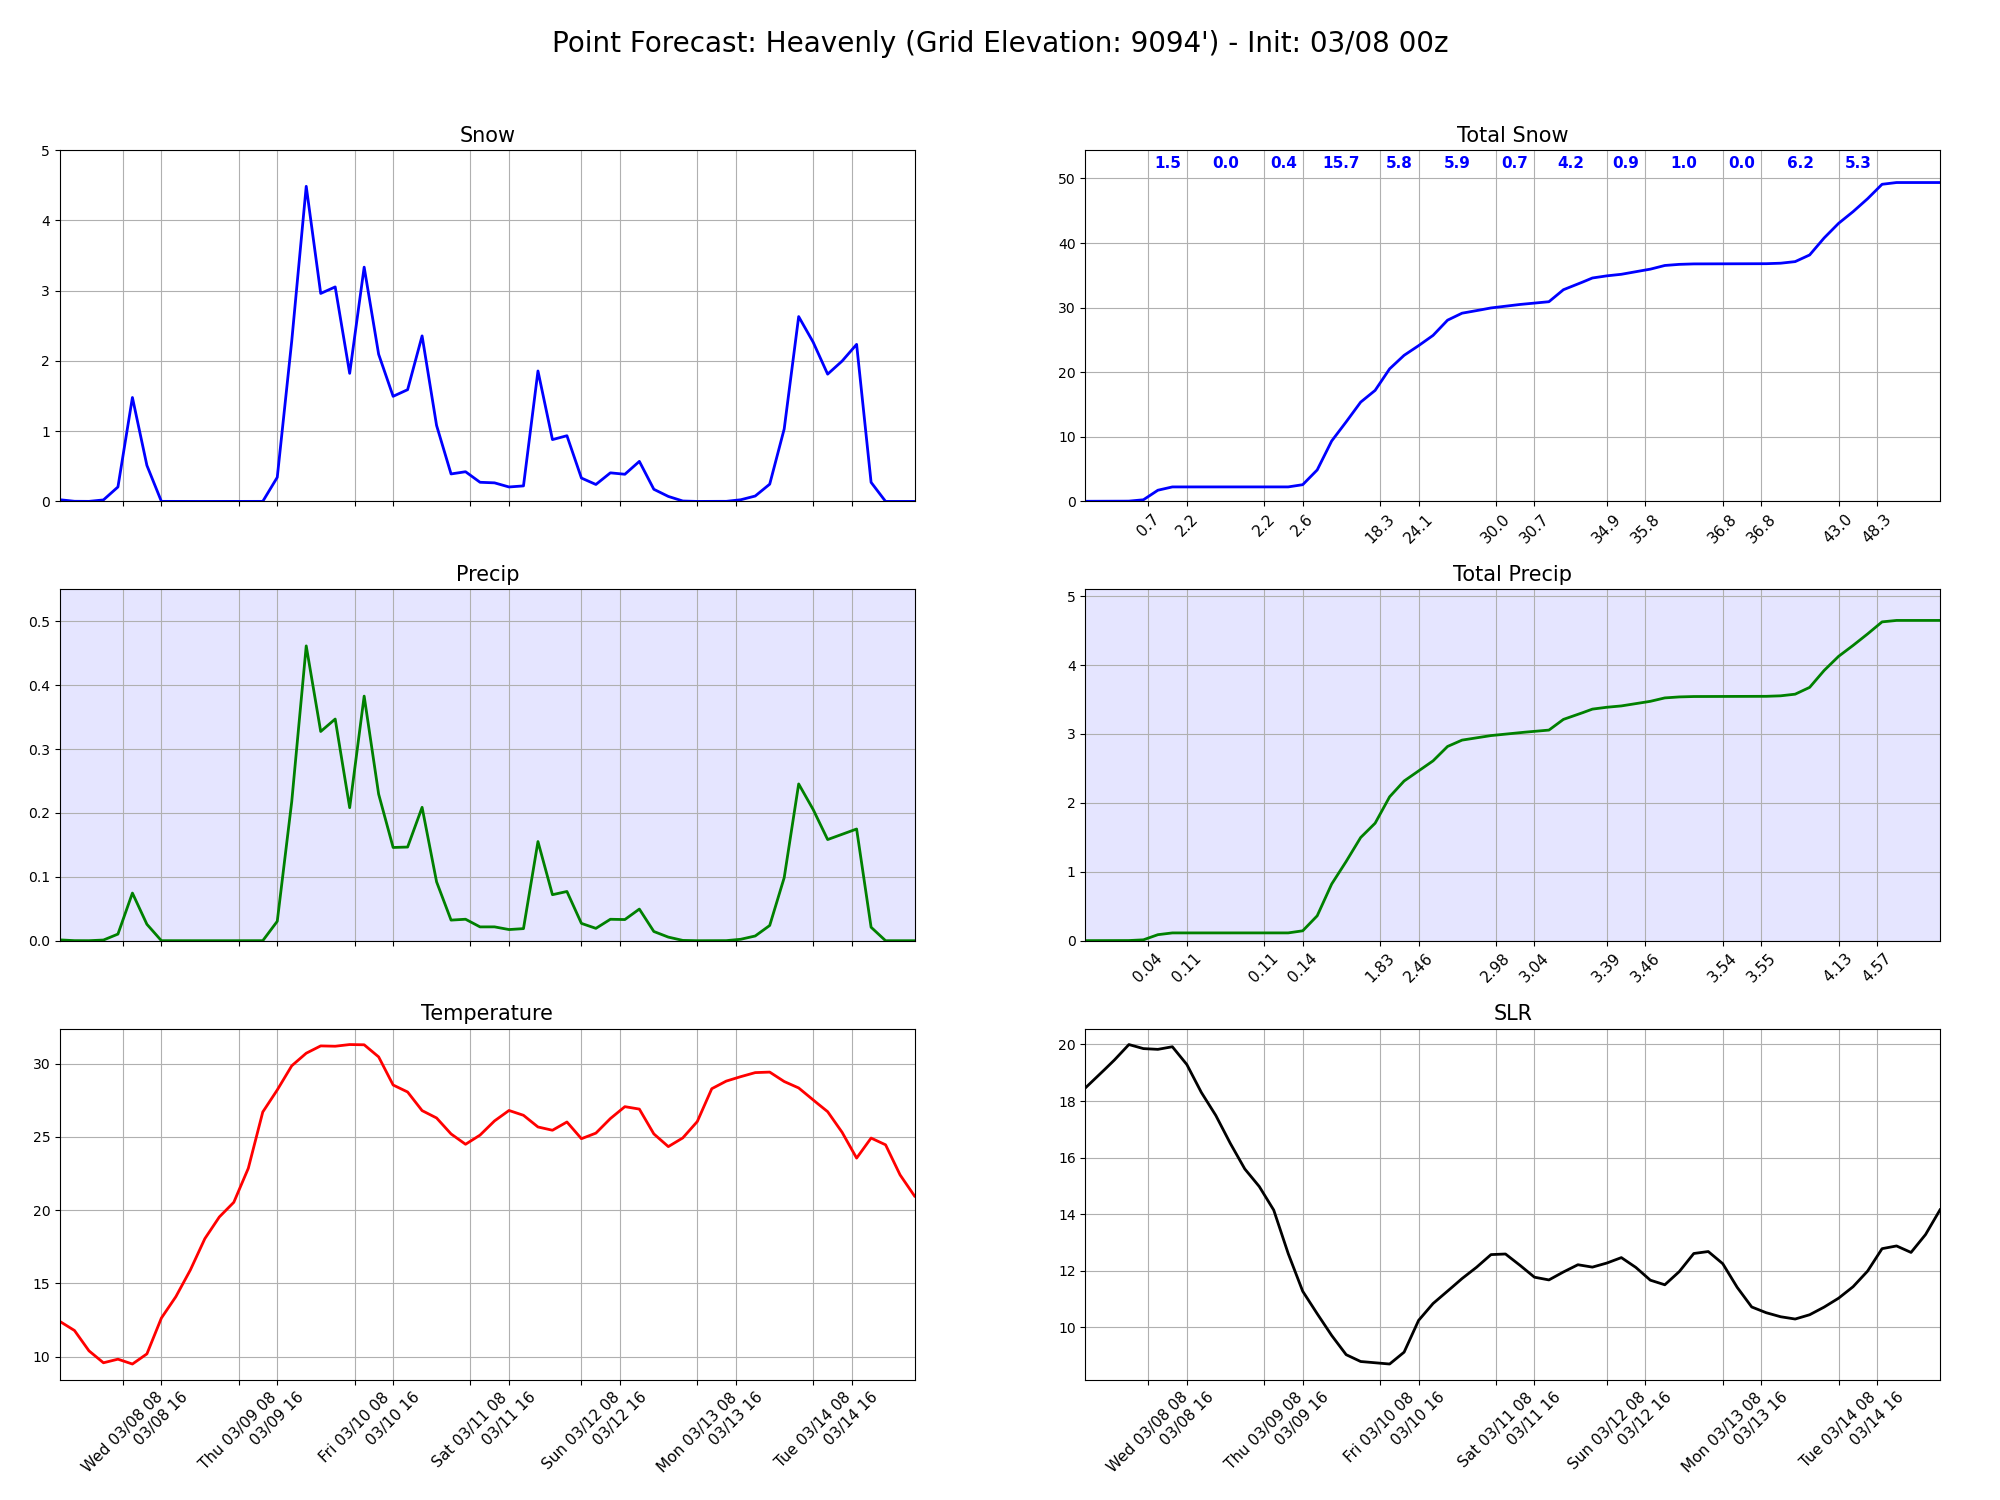 Point Forecast: Heavenly (Grid Elevation: 9094') - Init: 03/08 00z
Snow
5
4
3
2
1
0
Total Snow
1.5 0.0 0.4 15.7 5.8 5.9 0.7 4.2 0.9 1.0 0.0 6.2 5.3
50
40
30
20
10
0
0.7 2.2 2.2 2.6 18.3 24.1 30.0 30.7 34.9 35.8 36.8 36.8 43.0 48.3
Precip
0.5
0.4
0.3
0.2
0.1
0.0
Total Precip
5
4
3
2
1
0
0.04 0.11 0.11 0.14 1.83 2.46 2.98 3.04 3.39 3.46 3.54 3.55 4.13 4.57
Temperature
30
25
20
15
10
Wed 03/08 08
03/08 16
Thu 03/09 08
03/09 16
Fri 03/10 08
03/10 16
Sat 03/11 08
03/11 16
Sun 03/12 08
03/12 16
Mon 03/13 08
03/13 16
Tue 03/14 08
03/14 16
SLR
20
18
16
14
12
10
Wed 03/08 08
03/08 16
Thu 03/09 08
03/09 16
Fri 03/10 08
03/10 16
Sat 03/11 08
03/11 16
Sun 03/12 08
03/12 16
Mon 03/13 08
03/13 16
Tue 03/14 08
03/14 16